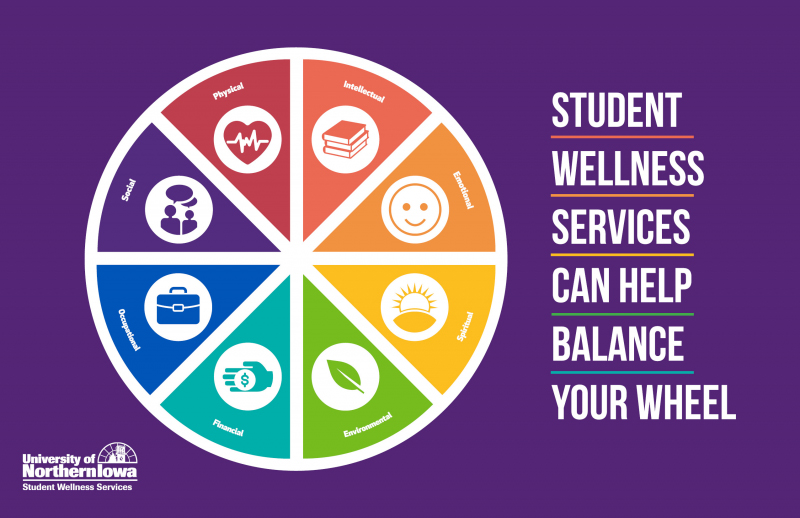 Physical
Intellectual
Emotional
Spiritual
Environmental
Financial
Occupational
Social
$
STUDENT
WELLNESS
SERVICES
CAN HELP
BALANCE
YOUR WHEEL
University of
NorthernIowa
Student Wellness Services